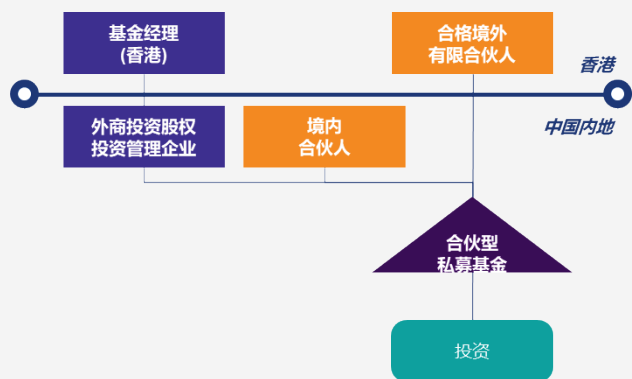 基金经理
(香港)
合格境外
有限合伙人
香港
外商投资股权
投资管理企业
境内
合伙人
中国内地
合伙型
私募基金
投资